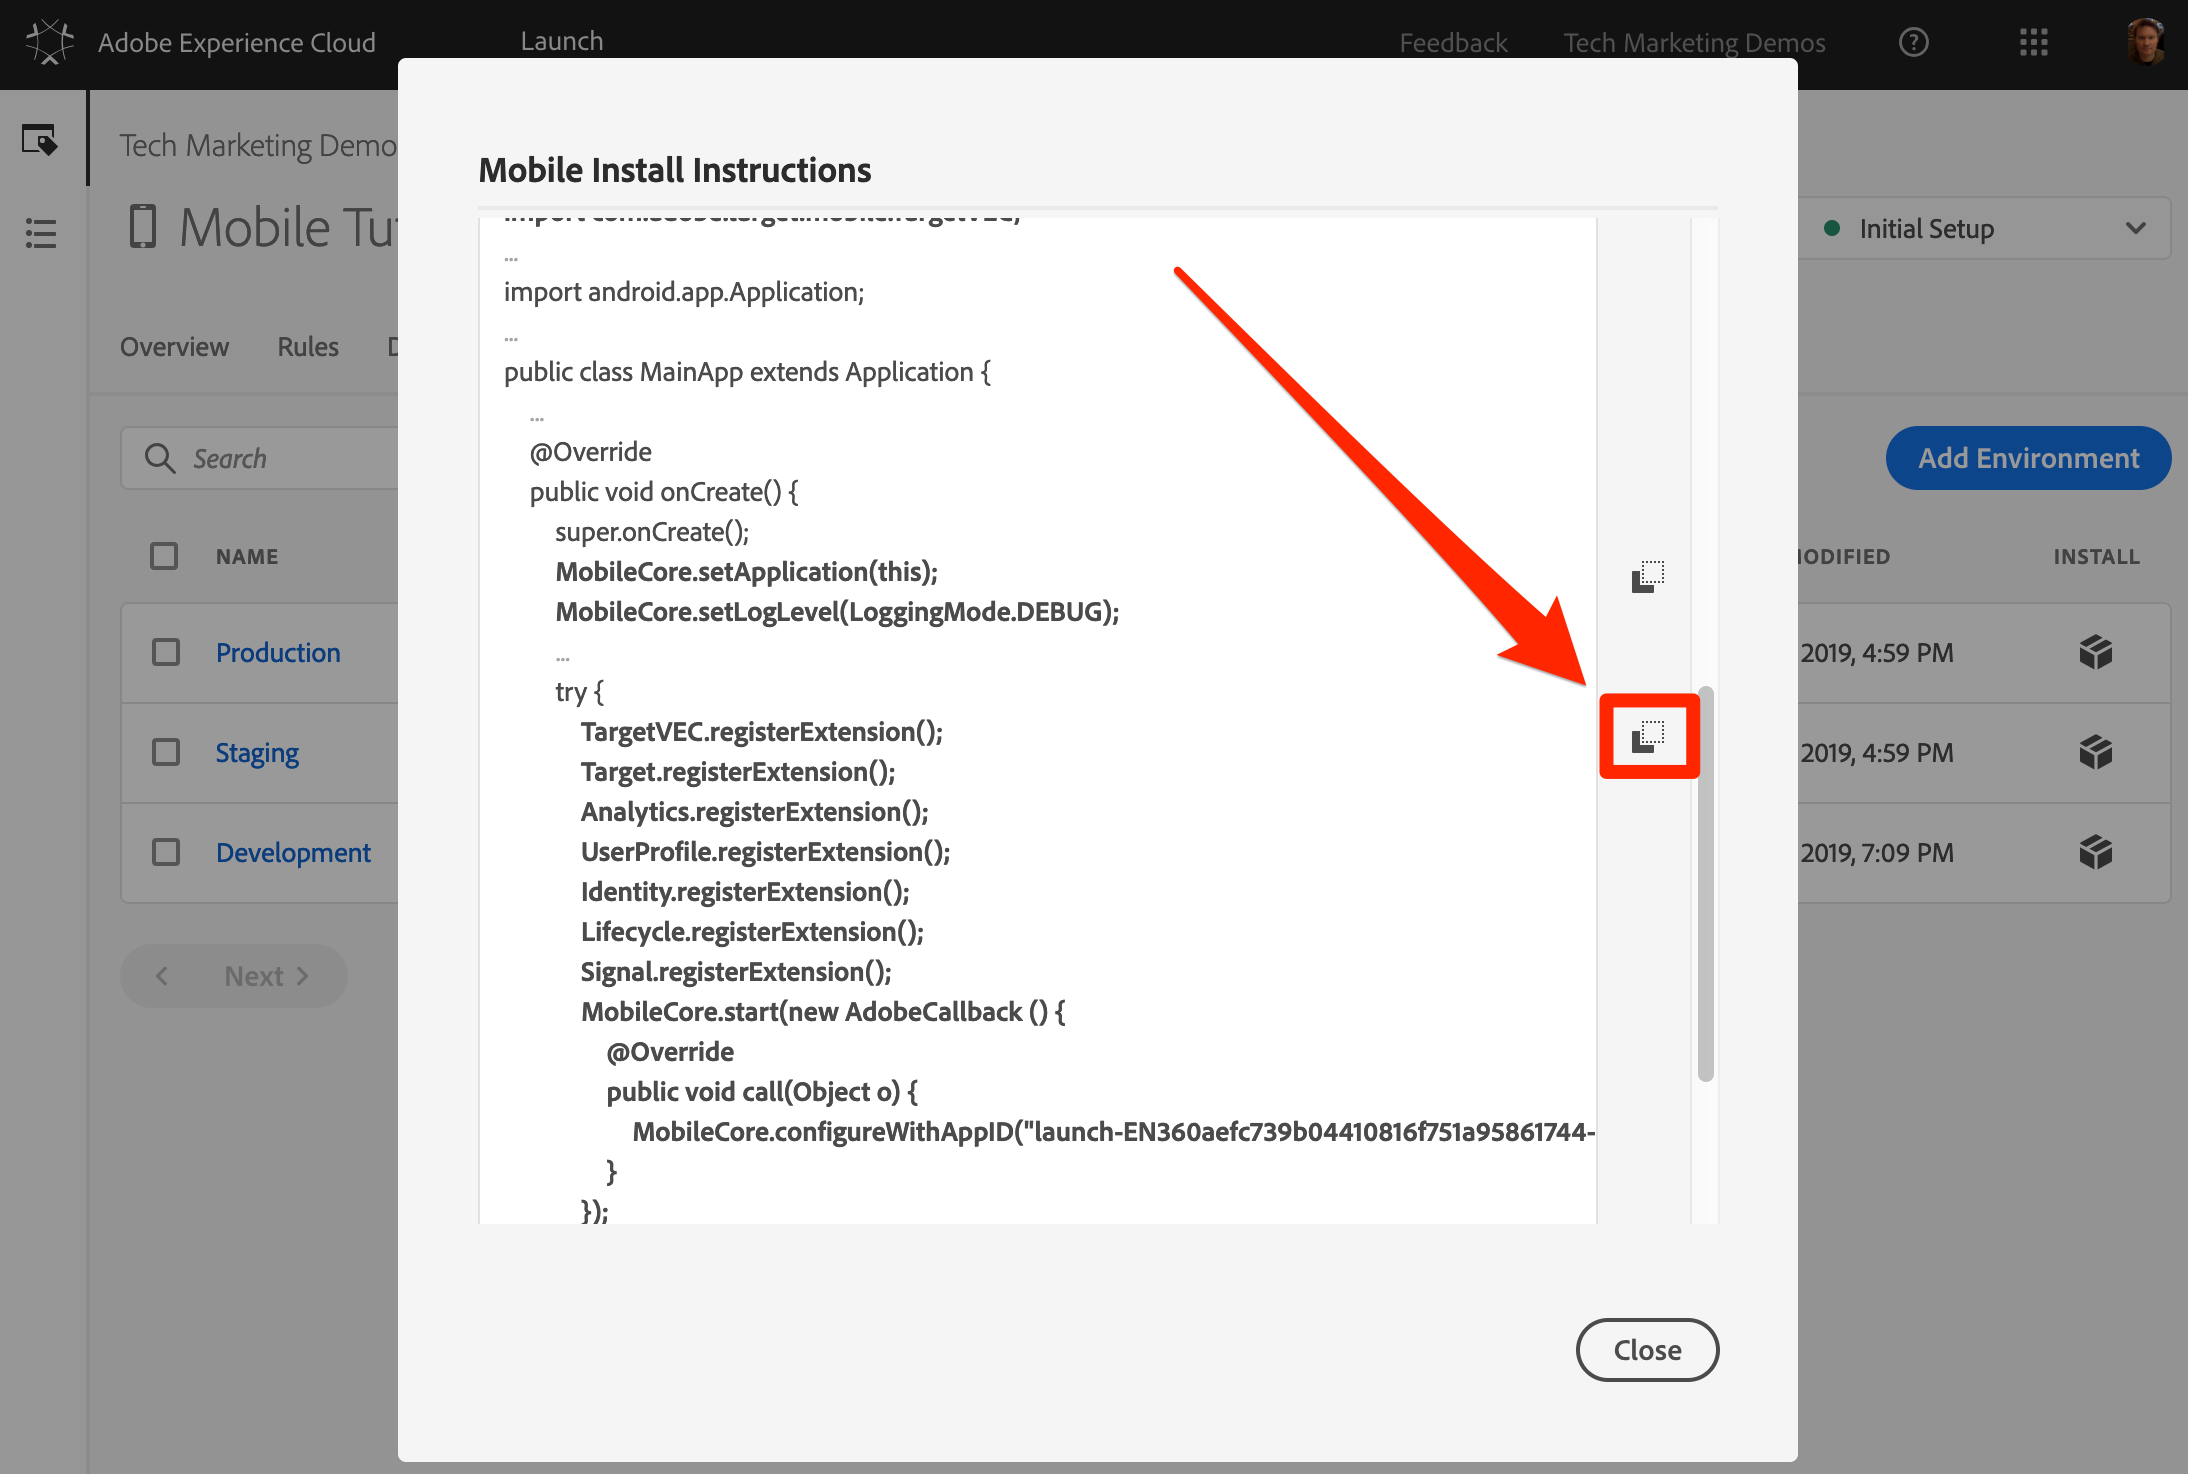 Adobe Experience Cloud
Launch
Feedback
Tech Marketing Demos
Tech Marketing Demo
Mobile Tu
Initial Setup
Overview
Rules
Search
Add Environment
NAME
MODIFIED
INSTALL
Production
2019, 4:59 PM
Staging
2019, 4:59 PM
Development
2019, 7:09 PM
Next
Mobile Install Instructions
...
import android.app.Application;
...
public class MainApp extends Application {
...
@Override
public void onCreate() {
super.onCreate();
MobileCore.setApplication(this);
MobileCore.setLogLevel(LoggingMode.DEBUG);
...
try {
TargetVEC.registerExtension();
Target.registerExtension();
Analytics.registerExtension();
UserProfile.registerExtension();
Identity.registerExtension();
Lifecycle.registerExtension();
Signal.registerExtension();
MobileCore.start(new AdobeCallback () {
@Override
public void call(Object o) {
MobileCore.configureWithAppID("launch-EN360aefc739b04410816f751a95861744-
}
});
Close